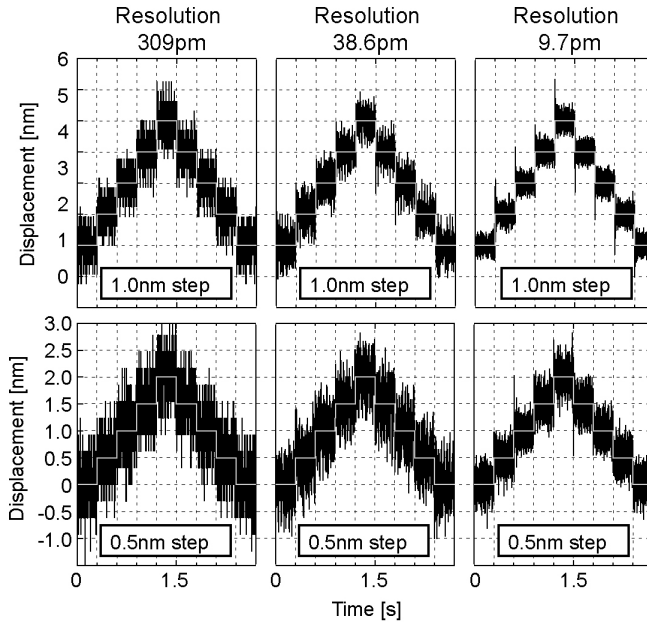 Resolution
309pm
Resolution
38.6pm
Resolution
9.7pm
Displacement [nm]
6
5
4
3
2
1
0
1.0nm step
1.0nm step
1.0nm step
Displacement [nm]
3.0
2.5
2.0
1.5
1.0
0.5
0
-0.5
-1.0
0.5nm step
0.5nm step
0.5nm step
0 1.5 0 1.5 0 1.5
Time [s]